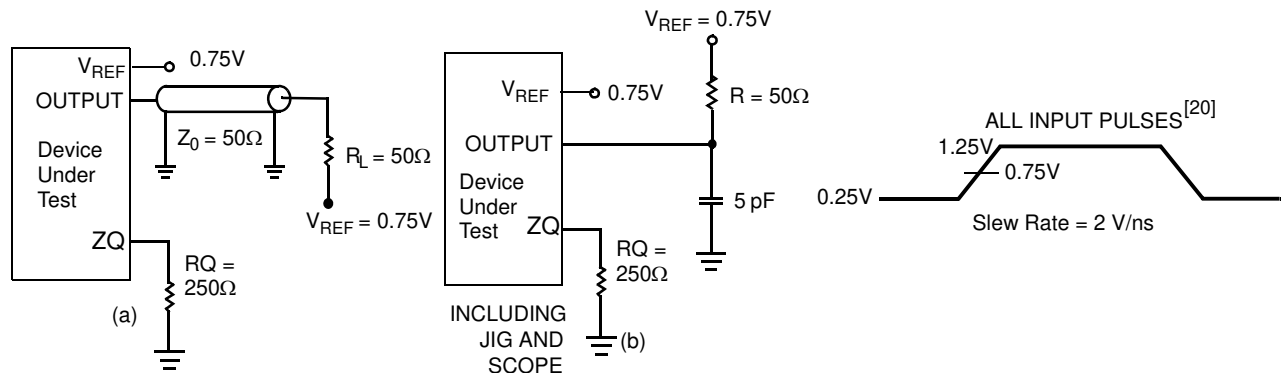 V_REF
0.75V
OUTPUT
Z_0 = 50Ω
Device
Under
Test
R_L = 50Ω
V_REF = 0.75V
ZQ
RQ =
250Ω
(a)
V_REF = 0.75V
V_REF
0.75V
R = 50Ω
OUTPUT
Device
Under
Test
5 pF
ZQ
RQ =
250Ω
INCLUDING
JIG AND
SCOPE
(b)
ALL INPUT PULSES[20]
1.25V
0.75V
0.25V
Slew Rate = 2 V/ns